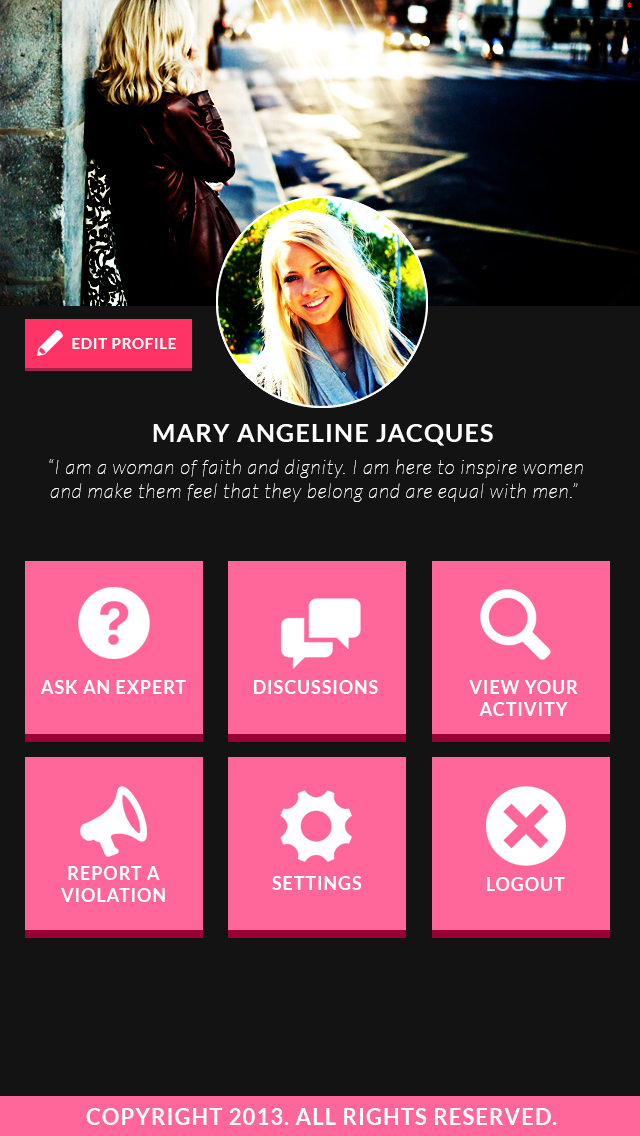 EDIT PROFILE
MARY ANGELINE JACQUES
“I am a woman of faith and dignity. I am here to inspire women
and make them feel that they belong and are equal with men.”
ASK AN EXPERT
DISCUSSIONS
VIEW YOUR
ACTIVITY
REPORT A
VIOLATION
SETTINGS
LOGOUT
COPYRIGHT 2013. ALL RIGHTS RESERVED.